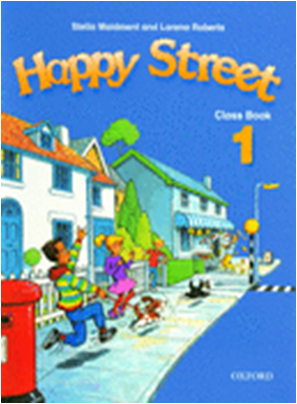 Stella Maidment and Lorena Roberts
Happy Street
Class Book
1
OXFORD